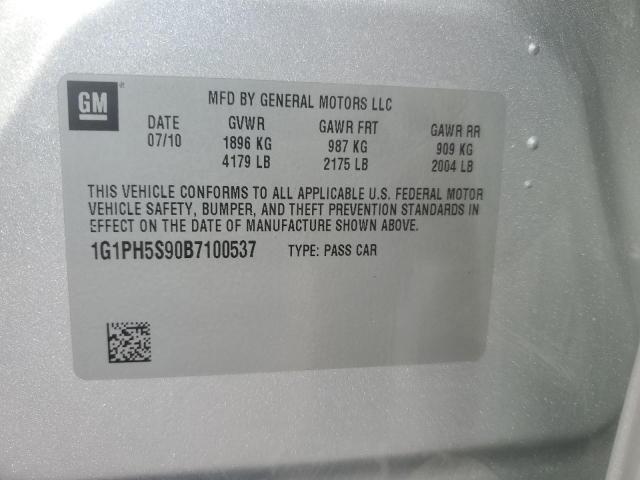 GM
MFD BY GENERAL MOTORS LLC
DATE GVWR GAWR FRT GAWR RR
07/10 1896 KG 987 KG 909 KG
4179 LB 2175 LB 2004 LB
THIS VEHICLE CONFORMS TO ALL APPLICABLE U.S. FEDERAL MOTOR
VEHICLE SAFETY, BUMPER, AND THEFT PREVENTION STANDARDS IN
EFFECT ON THE DATE OF MANUFACTURE SHOWN ABOVE.
1G1PH5S90B7100537 TYPE: PASS CAR